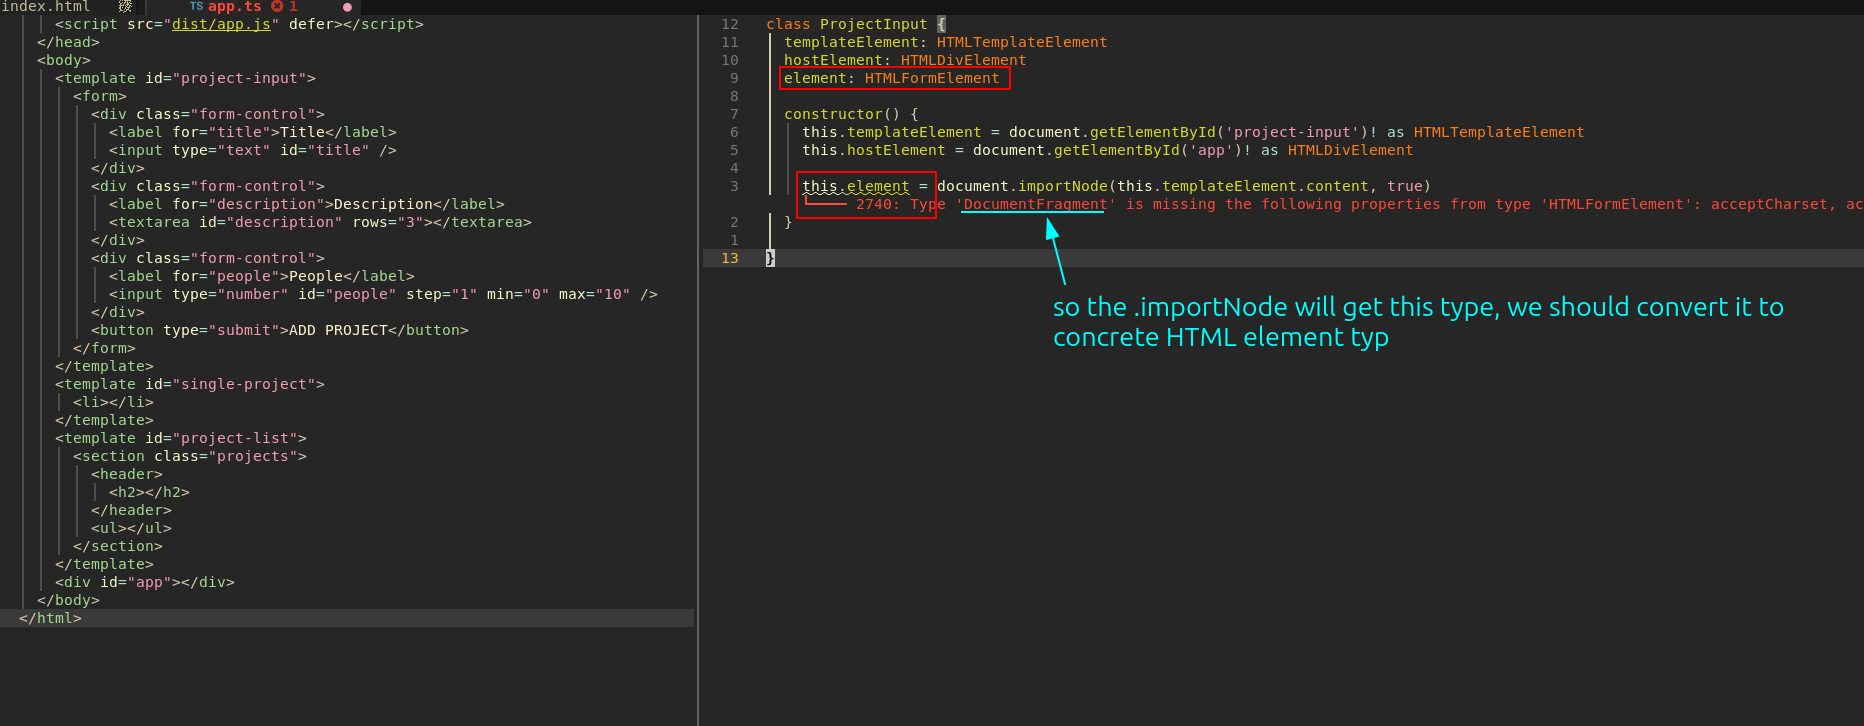 index.html
TS app.ts 1
<script src="dist/app.js" defer></script>
</head>
<body>
<template id="project-input">
<form>
<div class="form-control">
<label for="title">Title</label>
<input type="text" id="title" />
</div>
<div class="form-control">
<label for="description">Description</label>
<textarea id="description" rows="3"></textarea>
</div>
<div class="form-control">
<label for="people">People</label>
<input type="number" id="people" step="1" min="0" max="10" />
</div>
<button type="submit">ADD PROJECT</button>
</form>
</template>
<template id="single-project">
<li></li>
</template>
<template id="project-list">
<section class="projects">
<header>
<h2></h2>
</header>
<ul></ul>
</section>
</template>
<div id="app"></div>
</body>
</html>
12 class ProjectInput {
11 templateElement: HTMLTemplateElement
10 hostElement: HTMLDivElement
9 element: HTMLFormElement
8
7 constructor() {
6 this.templateElement = document.getElementById('project-input')! as HTMLTemplateElement
5 this.hostElement = document.getElementById('app')! as HTMLDivElement
4
3 this.element = document.importNode(this.templateElement.content, true)
2740: Type 'DocumentFragment' is missing the following properties from type 'HTMLFormElement': acceptCharset, ac
2 }
1
13 }
so the .importNode will get this type, we should convert it to
concrete HTML element typ